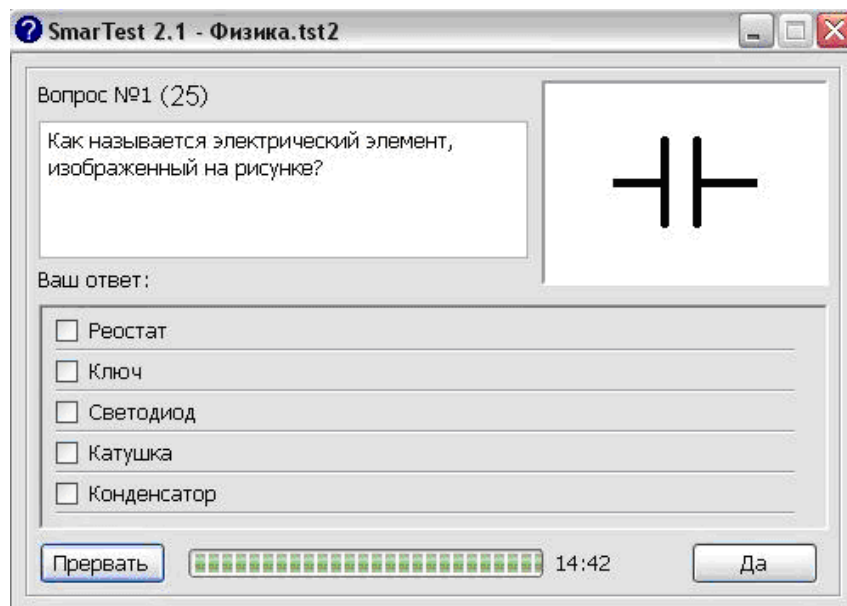 SmarTest 2.1 - Физика.tst2
Вопрос №1 (25)
Как называется электрический элемент,
изображенный на рисунке?
Ваш ответ:
Реостат
Ключ
Светодиод
Катушка
Конденсатор
Прервать 14:42 Да